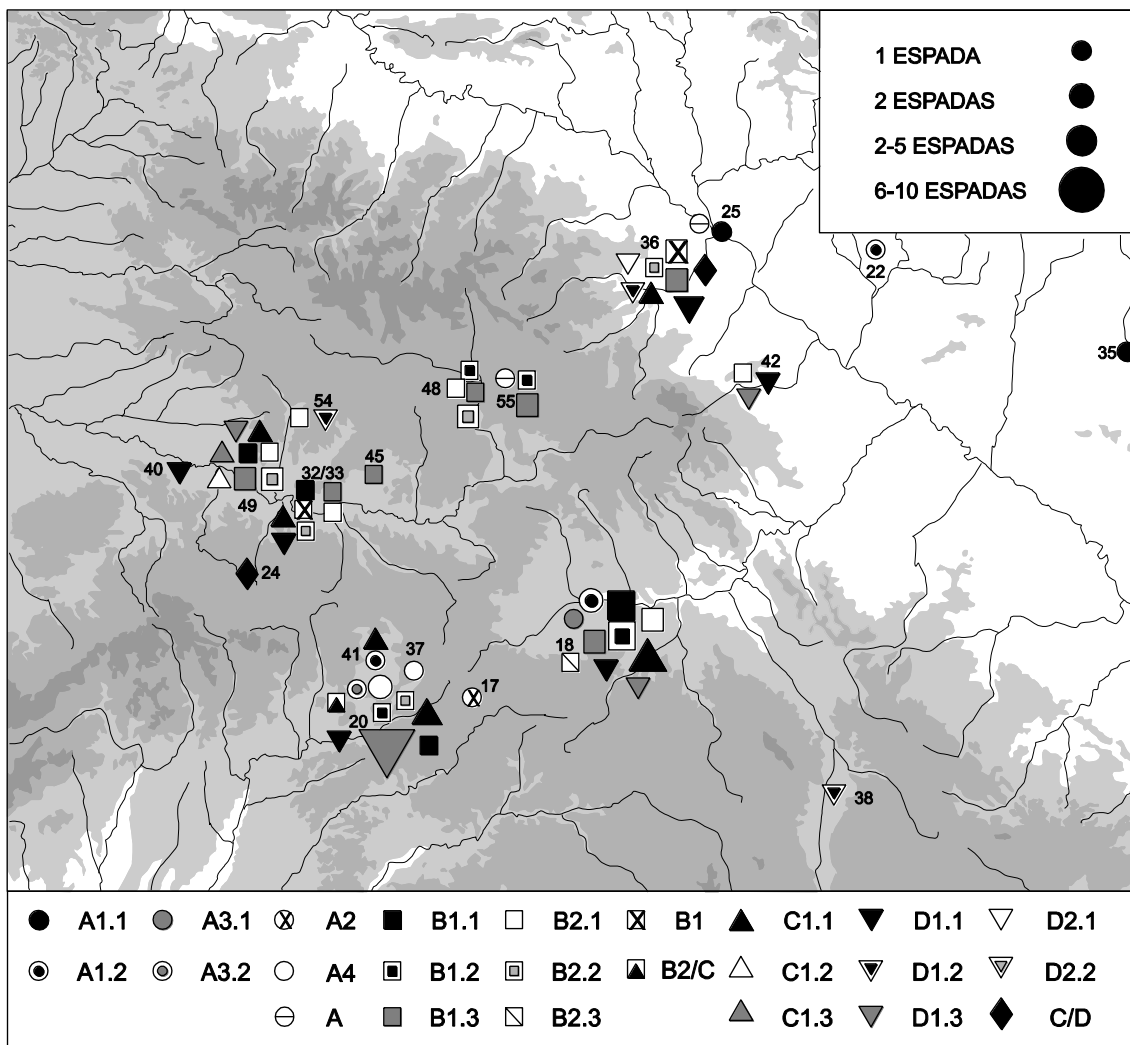 1 ESPADA
2 ESPADAS
2-5 ESPADAS
6-10 ESPADAS
25
22
36
35
42
48
55
54
40
32/33
45
49
24
18
41
37
17
20
38
A1.1 A3.1 A2 B1.1 B2.1 B1 C1.1 D1.1 D2.1
A1.2 A3.2 A4 B1.2 B2.2 B2/C C1.2 D1.2 D2.2
A B1.3 B2.3 C1.3 D1.3 C/D